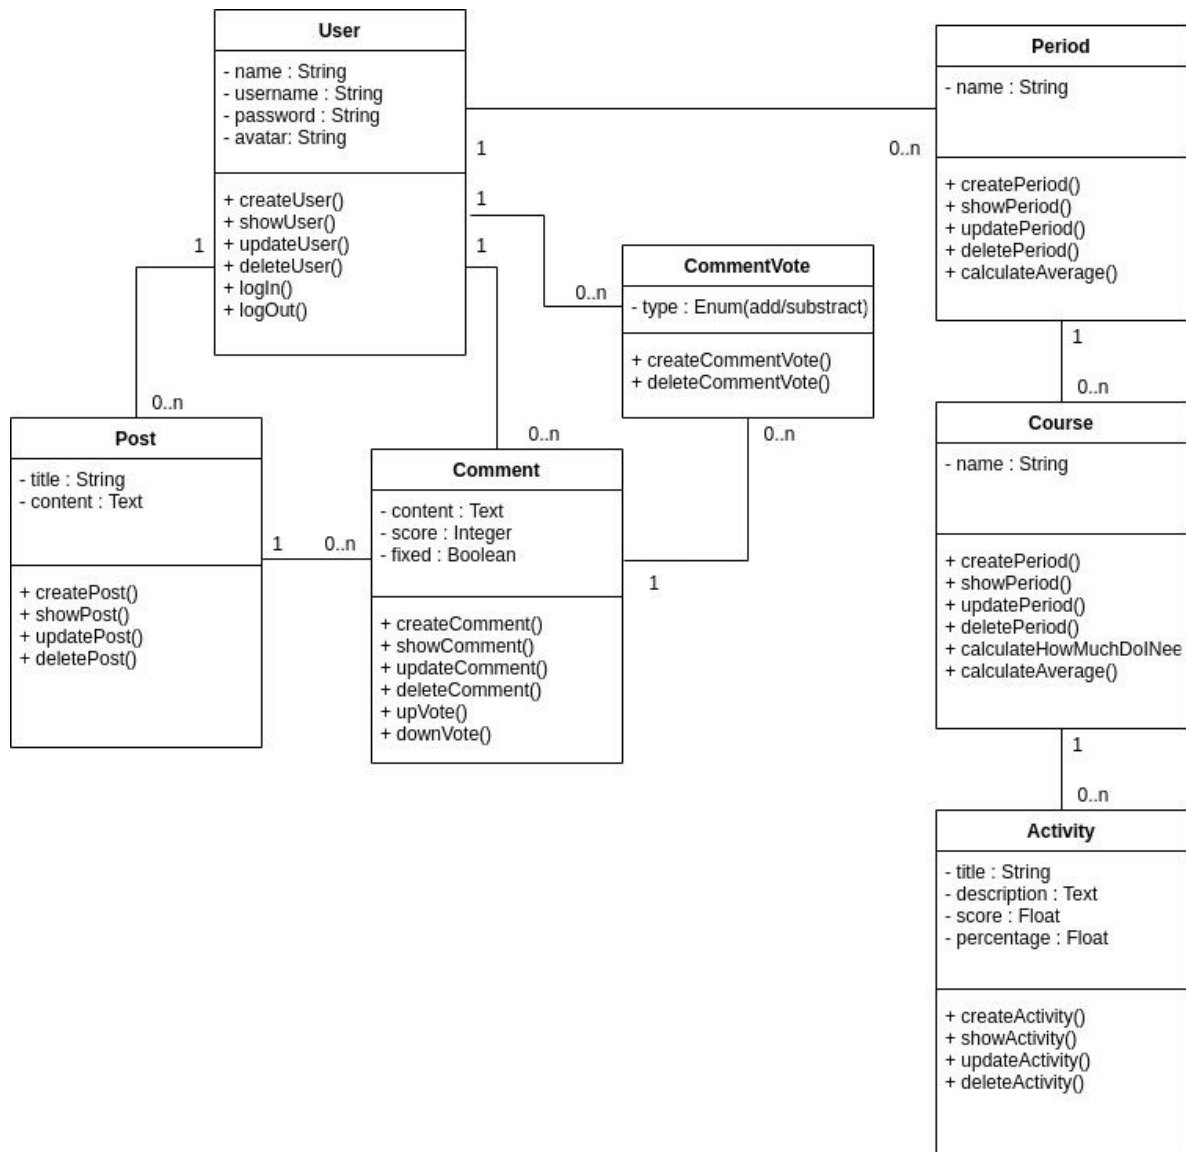 User
- name : String
- username : String
- password : String
- avatar: String
+ createUser()
+ showUser()
+ updateUser()
+ deleteUser()
+ logIn()
+ logOut()
1
0..n
1
0..n
1
0..n
1
0..n
Period
- name : String
+ createPeriod()
+ showPeriod()
+ updatePeriod()
+ deletePeriod()
+ calculateAverage()
1
0..n
CommentVote
- type : Enum(add/substract)
+ createCommentVote()
+ deleteCommentVote()
0..n
1
Post
- title : String
- content : Text
+ createPost()
+ showPost()
+ updatePost()
+ deletePost()
1
0..n
Comment
- content : Text
- score : Integer
- fixed : Boolean
+ createComment()
+ showComment()
+ updateComment()
+ deleteComment()
+ upVote()
+ downVote()
Course
- name : String
+ createPeriod()
+ showPeriod()
+ updatePeriod()
+ deletePeriod()
+ calculateHowMuchDoINee
+ calculateAverage()
1
0..n
Activity
- title : String
- description : Text
- score : Float
- percentage : Float
+ createActivity()
+ showActivity()
+ updateActivity()
+ deleteActivity()